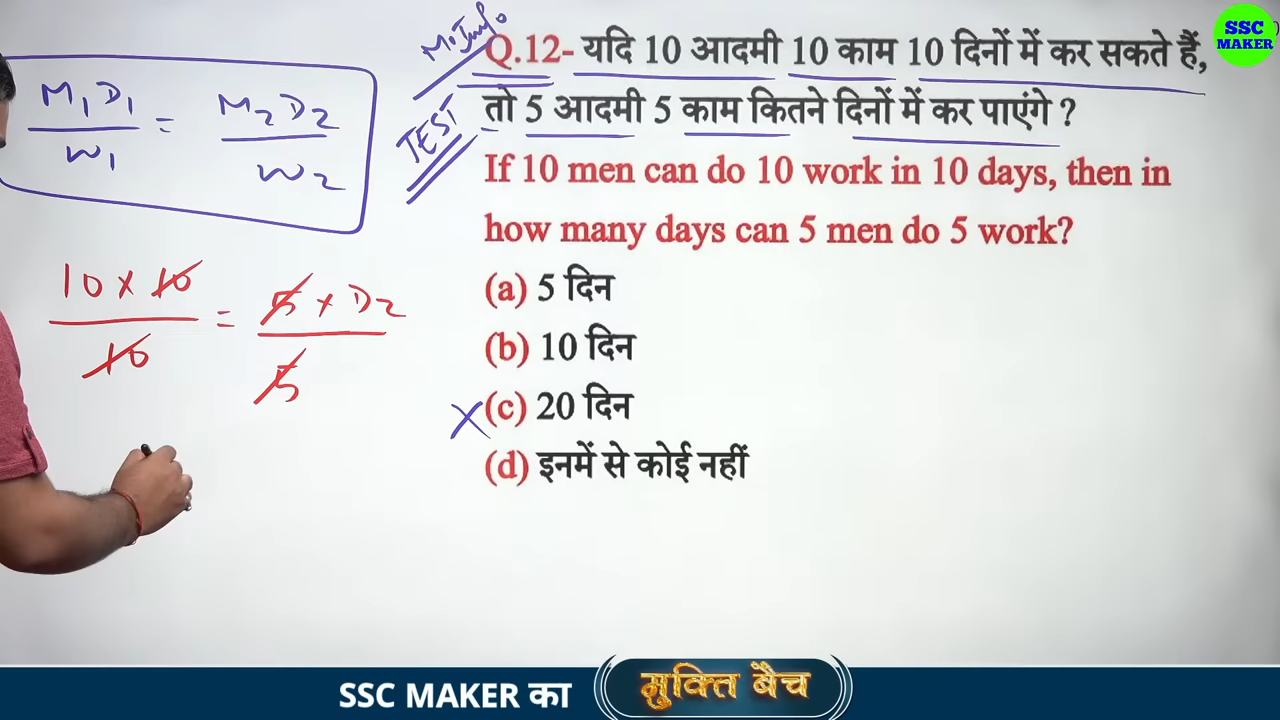 SSC
MAKER
M.Imfo
TEST
M1D1 / W1 = M2D2 / W2
Q.12- यदि 10 आदमी 10 काम 10 दिनों में कर सकते हैं,
तो 5 आदमी 5 काम कितने दिनों में कर पाएंगे ?
If 10 men can do 10 work in 10 days, then in
how many days can 5 men do 5 work?
10 × 10 / 10 = 5 × D2 / 5
(a) 5 दिन
(b) 10 दिन
×(c) 20 दिन
(d) इनमें से कोई नहीं
SSC MAKER का मुक्ति बैच